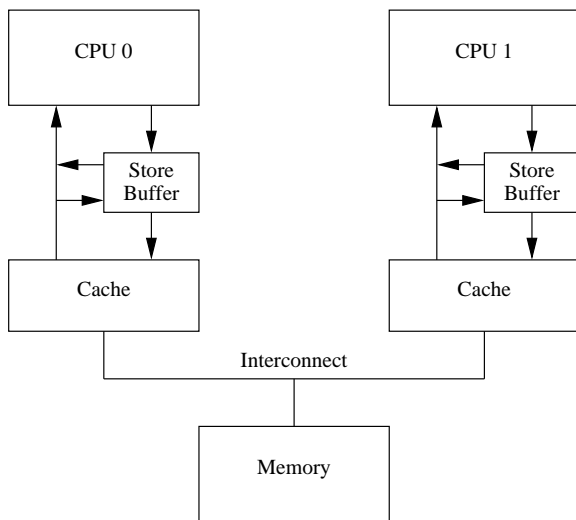 CPU 0
CPU 1
Store
Buffer
Store
Buffer
Cache
Cache
Interconnect
Memory